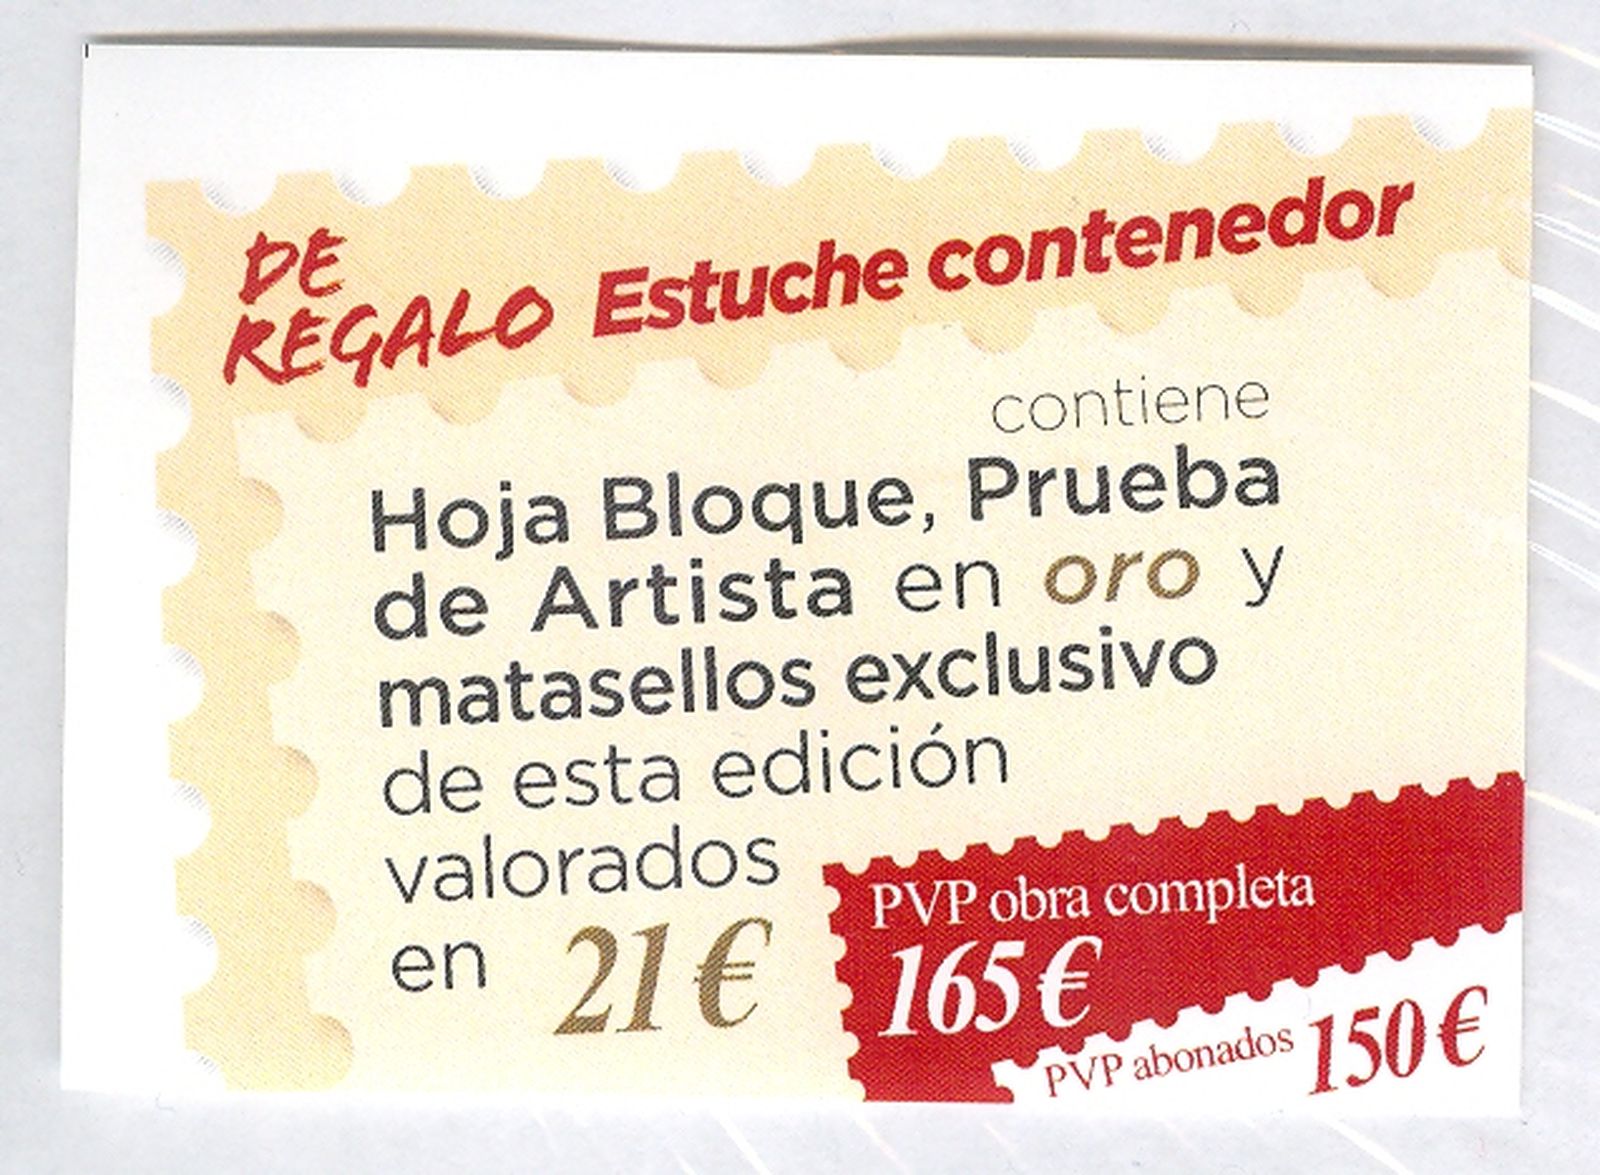 DE
REGALO Estuche contenedor
contiene
Hoja Bloque, Prueba
de Artista en oro y
matasellos exclusivo
de esta edición
valorados
en 21€
PVP obra completa
165€
PVP abonados 150€